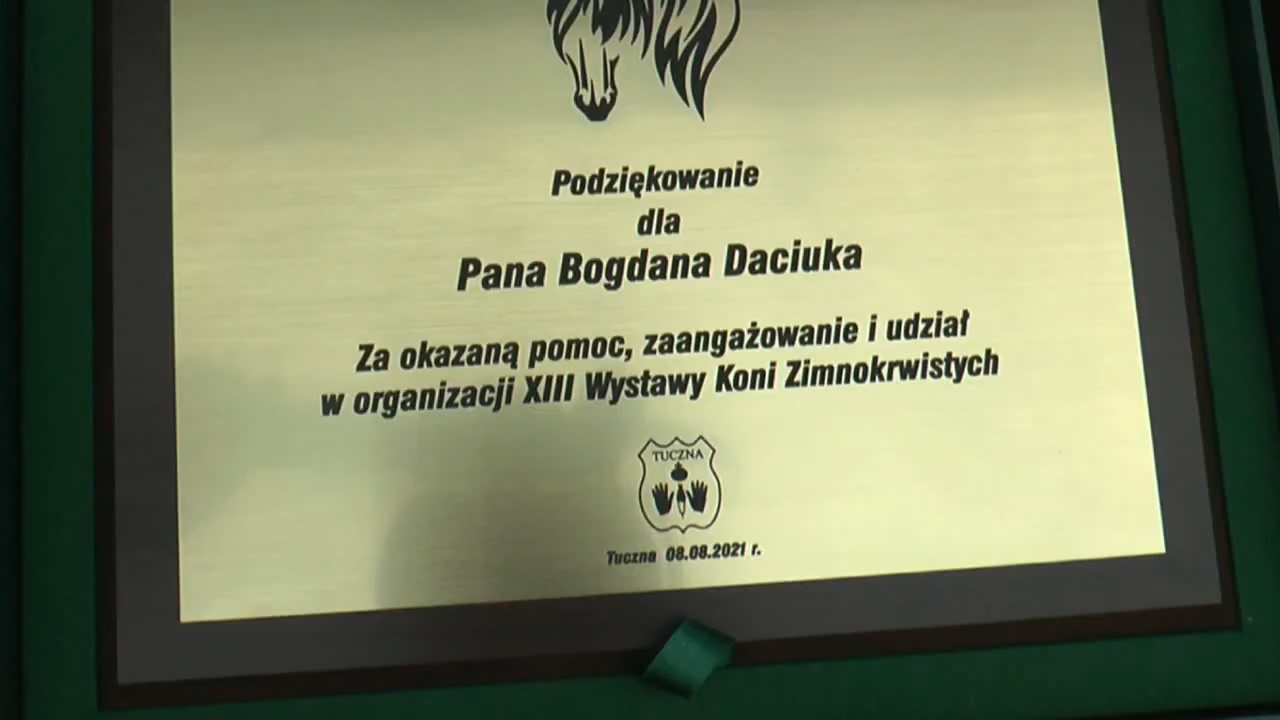 Podziękowanie
dla
Pana Bogdana Daciuka
Za okazaną pomoc, zaangażowanie i udział
w organizacji XIII Wystawy Koni Zimnokrwistych
TUCZNA
Tuczna 08.08.2021 r.